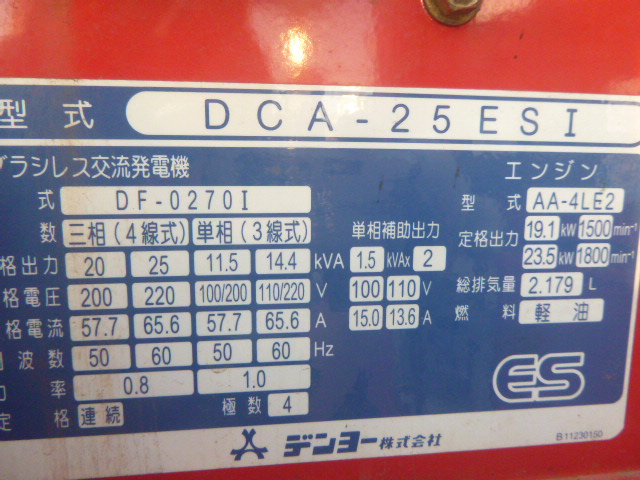 型式 DCA-25ESI
ブラシレス交流発電機
式 DF-0270I
数 三相(4線式) 単相(3線式) 単相補助出力
格出力 20 25 11.5 14.4 kVA 1.5 kVAx 2
格電圧 200 220 100/200 110/220 V 100 110 V
格電流 57.7 65.6 57.7 65.6 A 15.0 13.6 A
波数 50 60 50 60 Hz
力率 0.8 1.0
定格 連続 極数 4
エンジン
型式 AA-4LE2
定格出力 19.1 kW 1500 min⁻¹
23.5 kW 1800 min⁻¹
総排気量 2.179 L
燃料 軽油
ES
デンヨー株式会社
B11230150